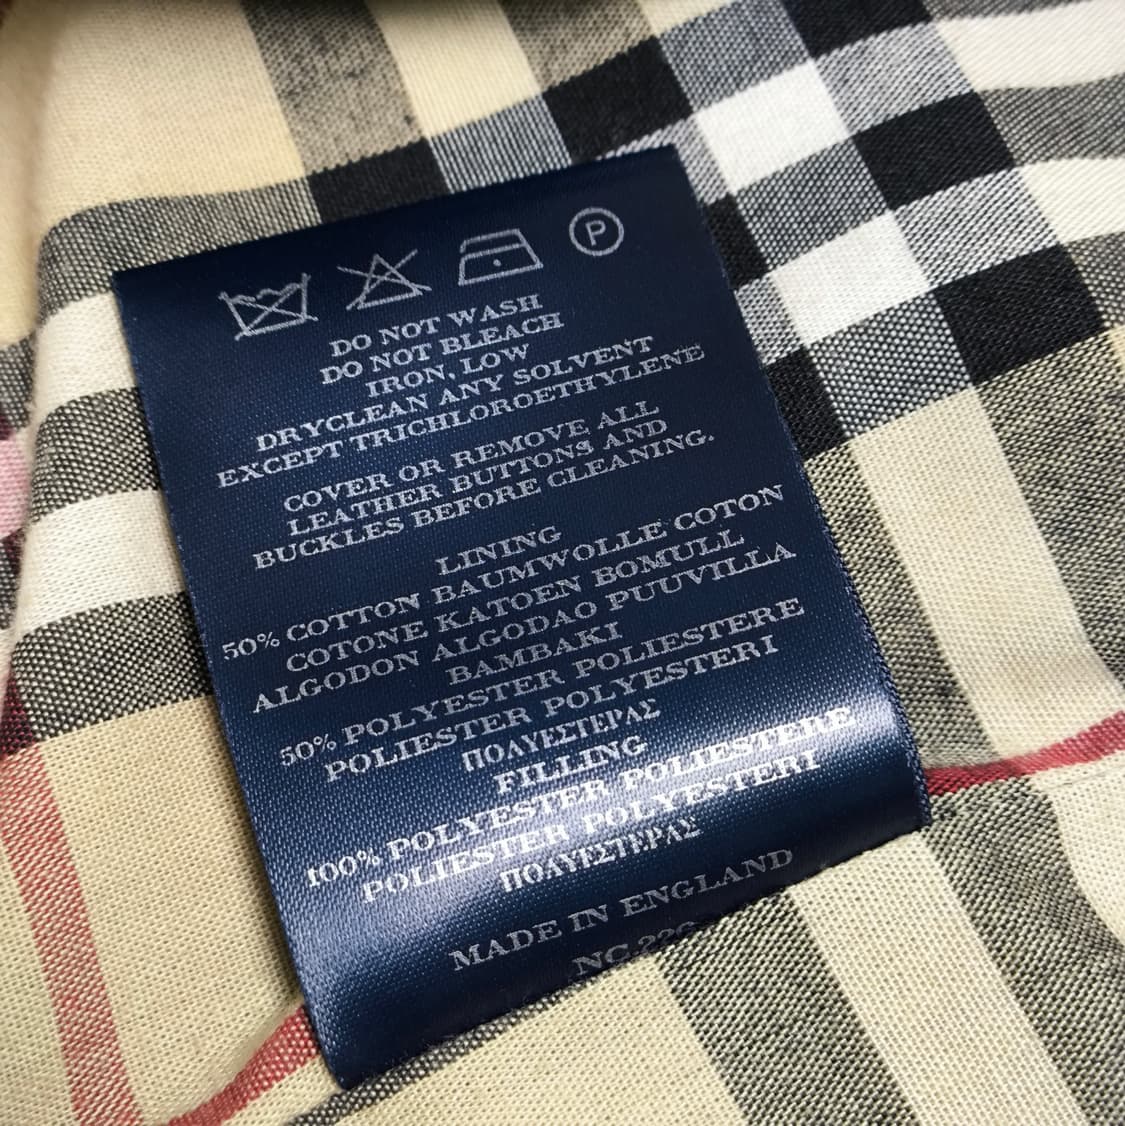 P
DO NOT WASH
DO NOT BLEACH
IRON, LOW
DRYCLEAN ANY SOLVENT
EXCEPT TRICHLOROETHYLENE
COVER OR REMOVE ALL
LEATHER BUTTONS AND
BUCKLES BEFORE CLEANING.
LINING
50% COTTON BAUMWOLLE COTON
COTONE KATOEN BOMULL
ALGODON ALGODAO PUUVILLA
BAMBAKI
50% POLYESTER POLIESTERE
POLIESTER POLYESTERI
ΠΟΛΥΕΣΤΕΡΑΣ
FILLING
100% POLYESTER POLIESTERE
POLIESTER POLYESTERI
ΠΟΛΥΕΣΤΕΡΑΣ
MADE IN ENGLAND
NC